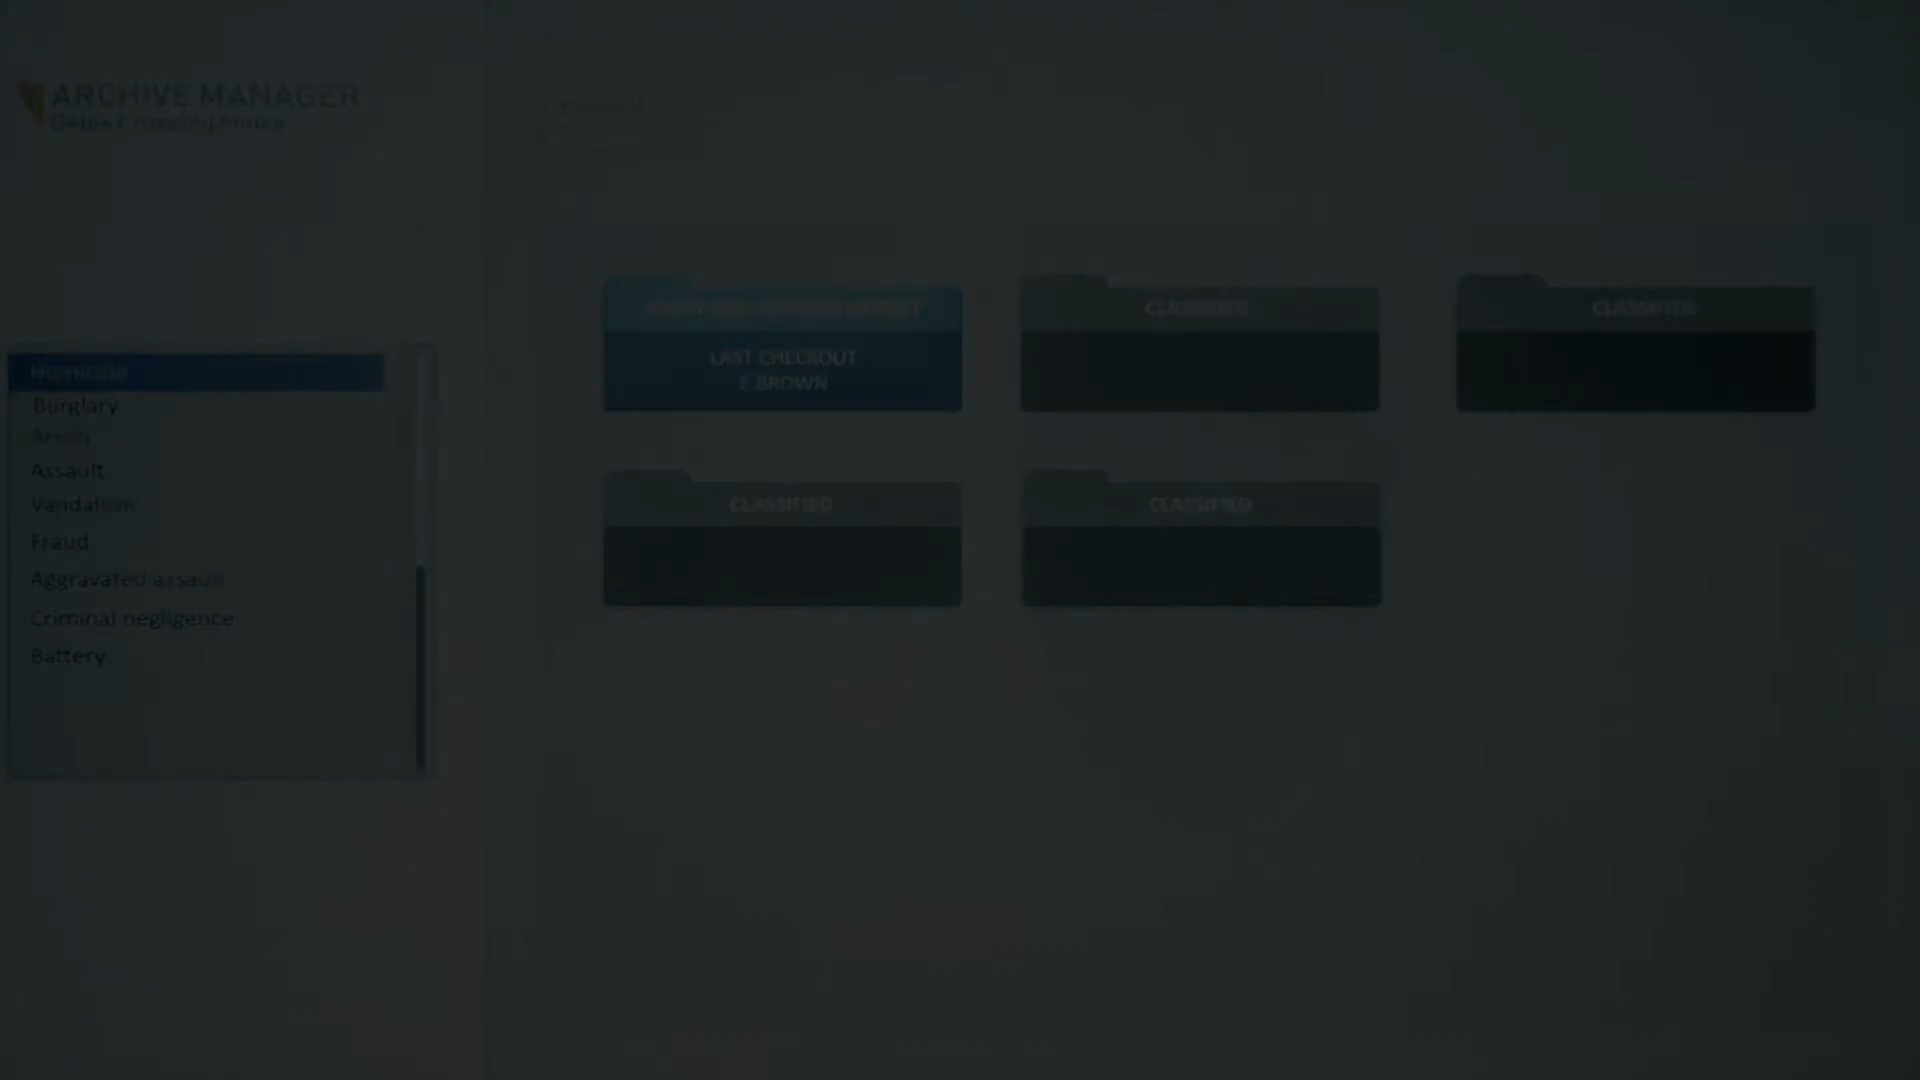 ARCHIVE MANAGER
Police
Homicide
Burglary
Arson
Assault
Vandalism
Fraud
Aggravated assault
Criminal negligence
Battery
LAST CHECKOUT
E BROWN
CLASSIFIED
CLASSIFIED
CLASSIFIED
CLASSIFIED